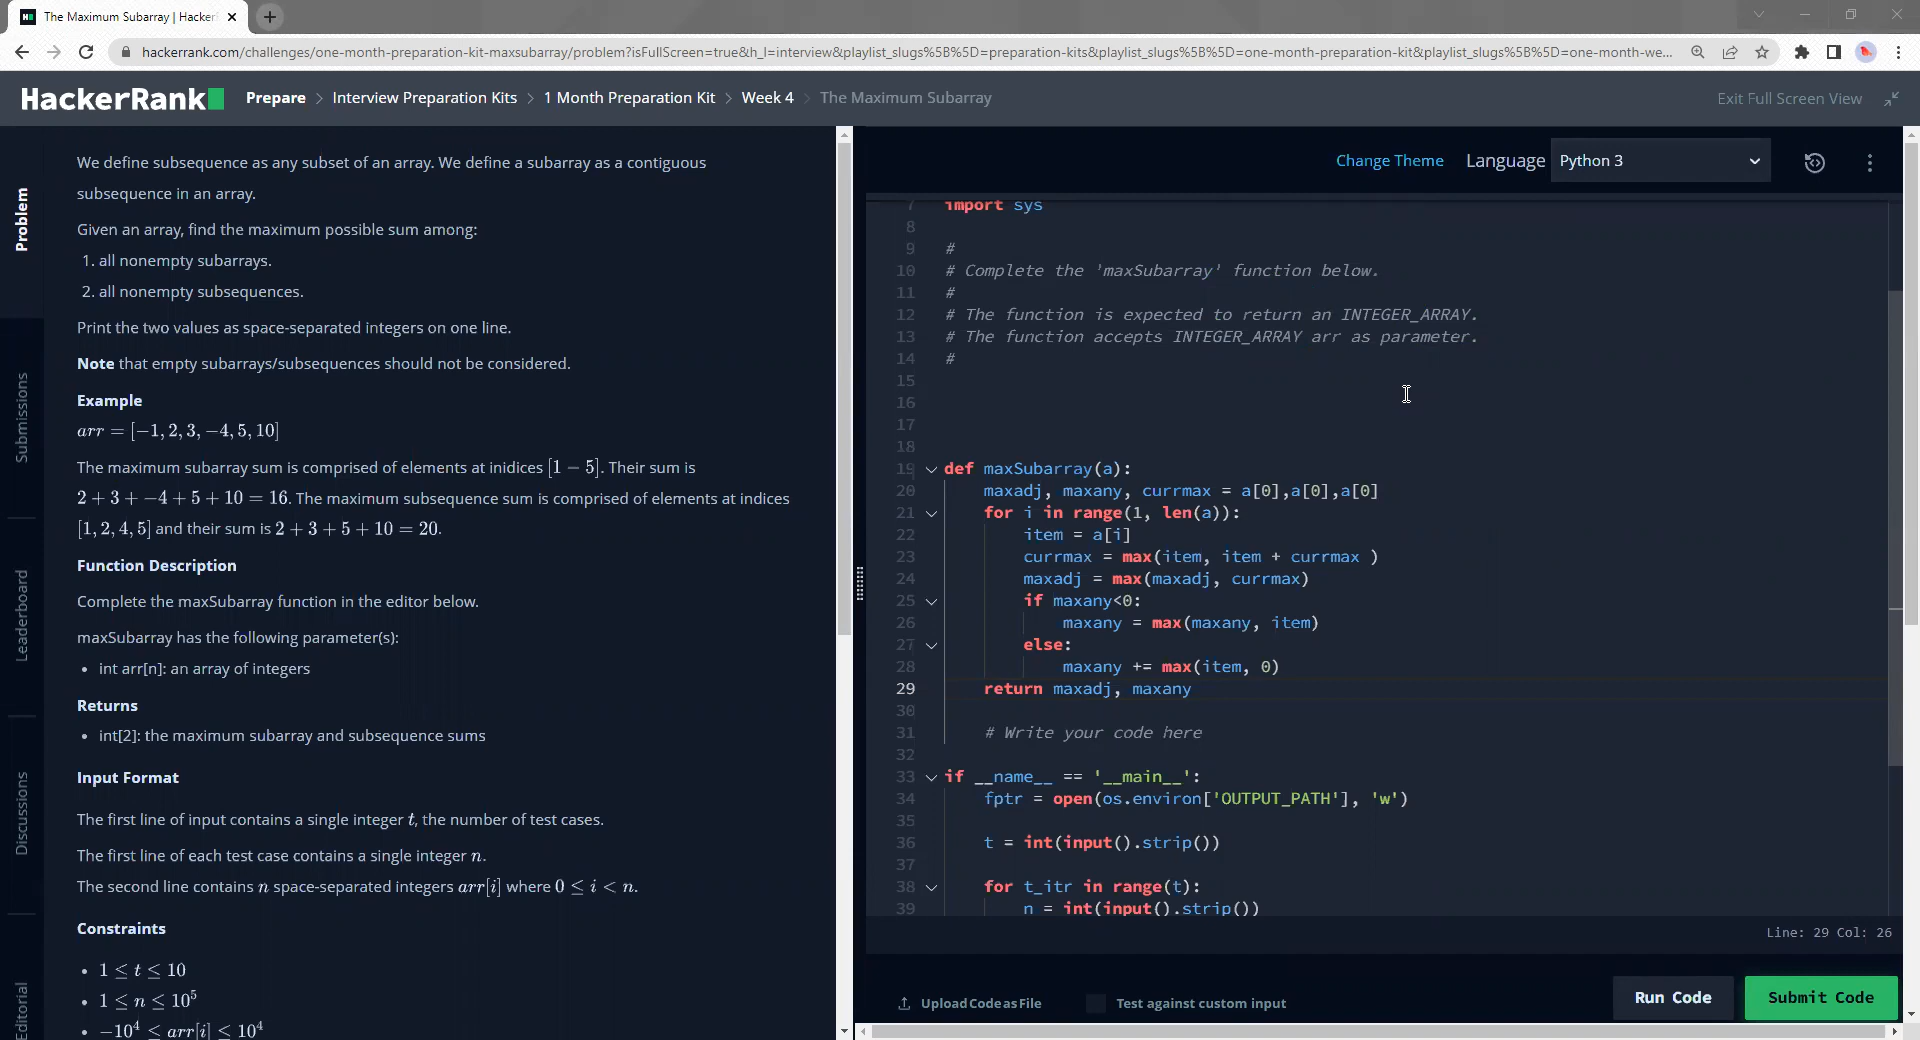 The Maximum Subarray | Hacker
hackerrank.com/challenges/one-month-preparation-kit-maxsubarray/problem?isFullScreen=true&h_l=interview&playlist_slugs%5B%5D=preparation-kits&playlist_slugs%5B%5D=one-month-preparation-kit&playlist_slugs%5B%5D=one-month-we...
HackerRank Prepare > Interview Preparation Kits > 1 Month Preparation Kit > Week 4 > The Maximum Subarray
Exit Full Screen View
Problem
Submissions
Leaderboard
Discussions
Editorial
We define subsequence as any subset of an array. We define a subarray as a contiguous
subsequence in an array.
Given an array, find the maximum possible sum among:
1. all nonempty subarrays.
2. all nonempty subsequences.
Print the two values as space-separated integers on one line.
Note that empty subarrays/subsequences should not be considered.
Example
arr = [−1, 2, 3, −4, 5, 10]
The maximum subarray sum is comprised of elements at inidices [1 − 5]. Their sum is
2 + 3 + −4 + 5 + 10 = 16. The maximum subsequence sum is comprised of elements at indices
[1, 2, 4, 5] and their sum is 2 + 3 + 5 + 10 = 20.
Function Description
Complete the maxSubarray function in the editor below.
maxSubarray has the following parameter(s):
• int arr[n]: an array of integers
Returns
• int[2]: the maximum subarray and subsequence sums
Input Format
The first line of input contains a single integer t, the number of test cases.
The first line of each test case contains a single integer n.
The second line contains n space-separated integers arr[i] where 0 ≤ i < n.
Constraints
• 1 ≤ t ≤ 10
• 1 ≤ n ≤ 10⁵
• −10⁴ ≤ arr[i] ≤ 10⁴
Change Theme Language Python 3
7 import sys
8
9 #
10 # Complete the 'maxSubarray' function below.
11 #
12 # The function is expected to return an INTEGER_ARRAY.
13 # The function accepts INTEGER_ARRAY arr as parameter.
14 #
15
16
17
18
19 def maxSubarray(a):
20 maxadj, maxany, currmax = a[0],a[0],a[0]
21 for i in range(1, len(a)):
22 item = a[i]
23 currmax = max(item, item + currmax )
24 maxadj = max(maxadj, currmax)
25 if maxany<0:
26 maxany = max(maxany, item)
27 else:
28 maxany += max(item, 0)
29 return maxadj, maxany
30
31 # Write your code here
32
33 if __name__ == '__main__':
34 fptr = open(os.environ['OUTPUT_PATH'], 'w')
35
36 t = int(input().strip())
37
38 for t_itr in range(t):
39 n = int(input().strip())
Line: 29 Col: 26
Upload Code as File
Test against custom input
Run Code
Submit Code